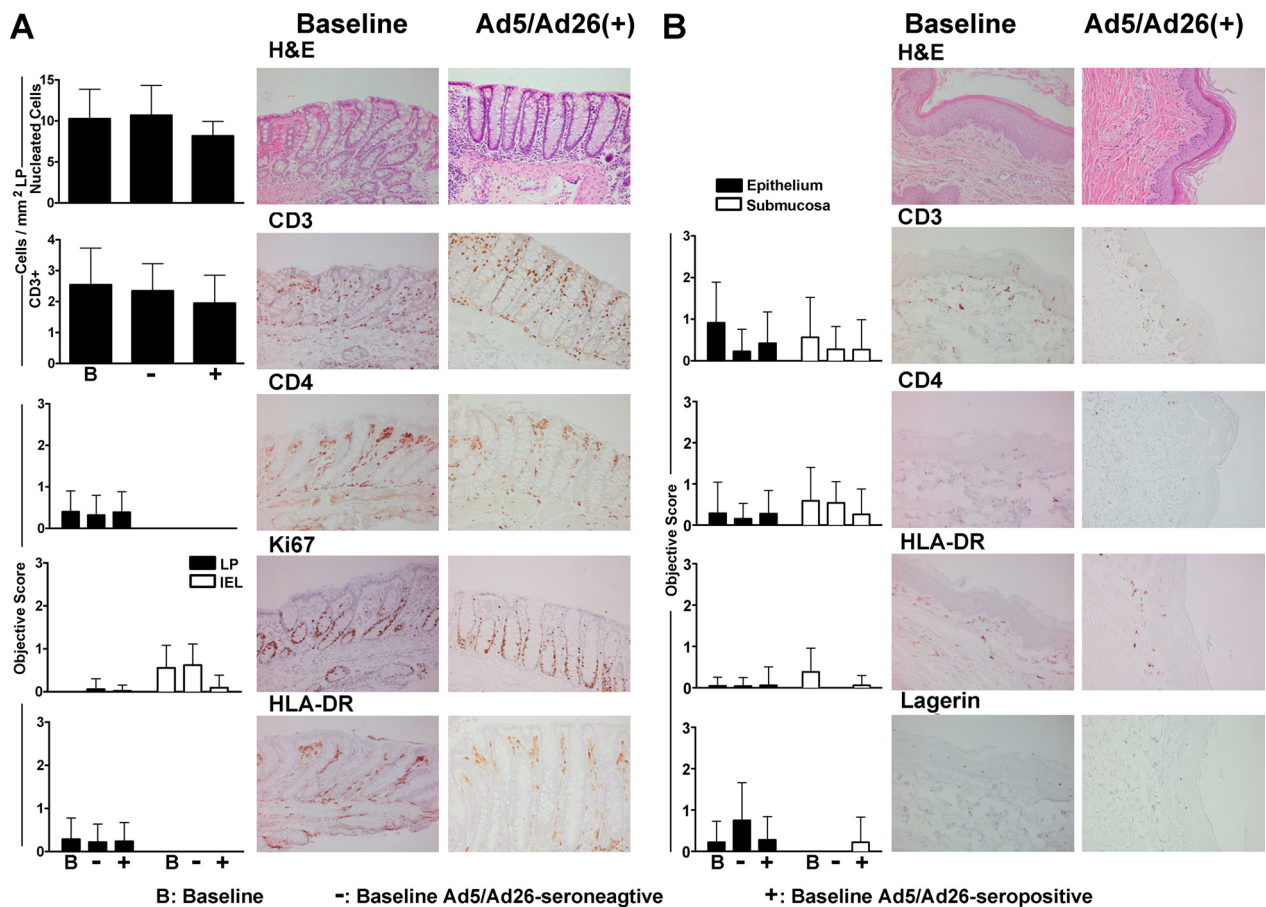 A
Baseline
Ad5/Ad26(+)
H&E
Cells / mm 2 LP
Nucleated Cells
15
10
5
0
CD3
CD3+
4
3
2
1
0
B
-
+
CD4
3
2
1
0
Ki67
Objective Score
3
2
1
0
LP
IEL
HLA-DR
3
2
1
0
B
-
+
B
-
+
B
Baseline
Ad5/Ad26(+)
H&E
Epithelium
Submucosa
CD3
Objective Score
3
2
1
0
CD4
3
2
1
0
HLA-DR
3
2
1
0
Lagerin
3
2
1
0
B
-
+
B
-
+
B: Baseline
-: Baseline Ad5/Ad26-seroneagtive
+: Baseline Ad5/Ad26-seropositive